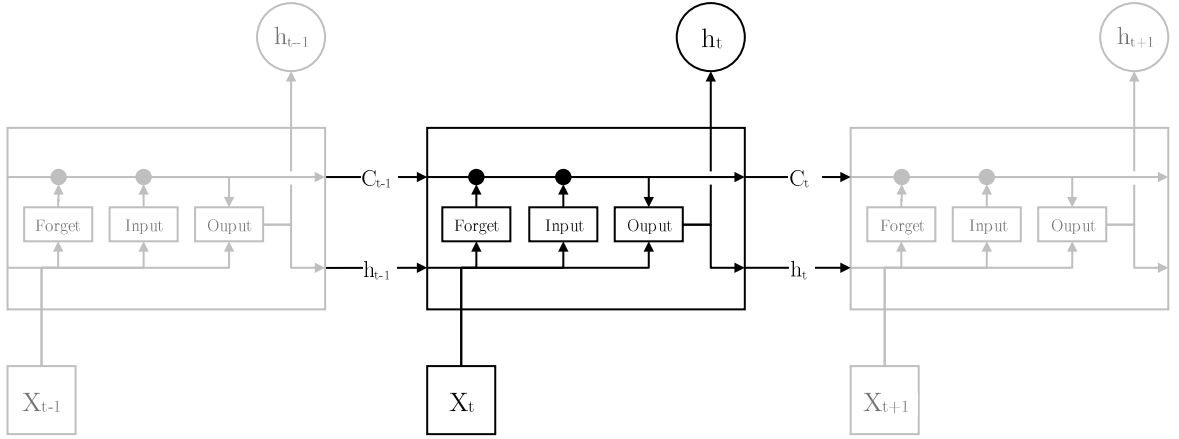 h_{t-1} h_t h_{t+1}
C_{t-1} C_t
Forget Input Ouput Forget Input Ouput Forget Input Ouput
h_{t-1} h_t
X_{t-1} X_t X_{t+1}